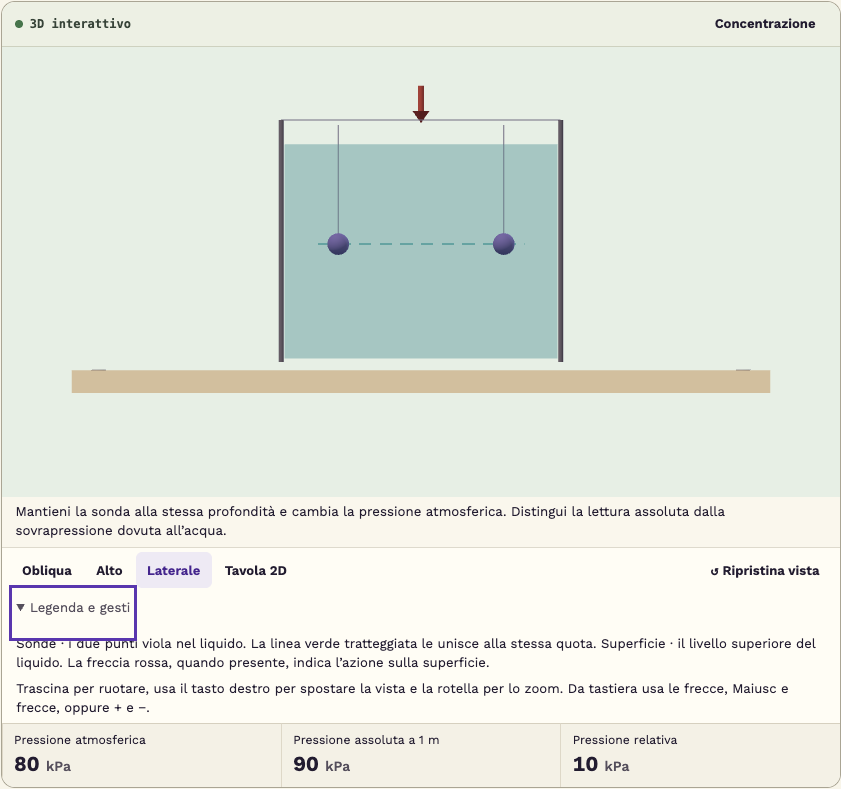 3D interattivo
Concentrazione
Mantieni la sonda alla stessa profondità e cambia la pressione atmosferica. Distingui la lettura assoluta dalla
sovrapressione dovuta all’acqua.
Obliqua Alto Laterale Tavola 2D ↺ Ripristina vista
▼ Legenda e gesti
Sonde · I due punti viola nel liquido. La linea verde tratteggiata le unisce alla stessa quota. Superficie · il livello superiore del
liquido. La freccia rossa, quando presente, indica l’azione sulla superficie.
Trascina per ruotare, usa il tasto destro per spostare la vista e la rotella per lo zoom. Da tastiera usa le frecce, Maiusc e
frecce, oppure + e −.
Pressione atmosferica
80 kPa
Pressione assoluta a 1 m
90 kPa
Pressione relativa
10 kPa